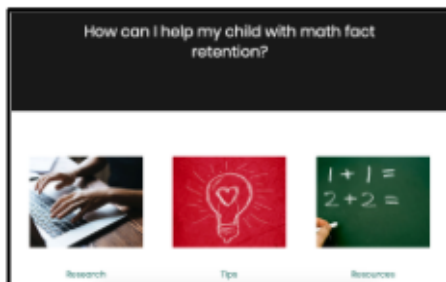 How can I help my child with math fact
retention?
1 + 1 =
2 + 2 =
Research
Tips
Resources